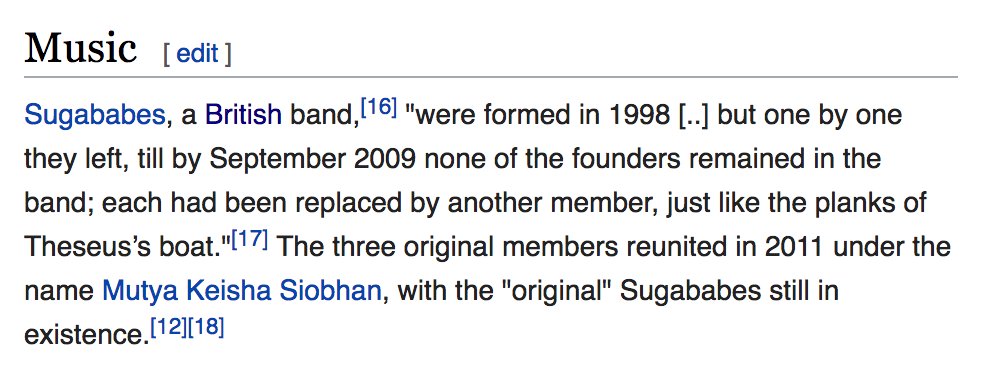 Music [ edit ]
Sugababes, a British band,[16] "were formed in 1998 [..] but one by one
they left, till by September 2009 none of the founders remained in the
band; each had been replaced by another member, just like the planks of
Theseus’s boat."[17] The three original members reunited in 2011 under the
name Mutya Keisha Siobhan, with the "original" Sugababes still in
existence.[12][18]